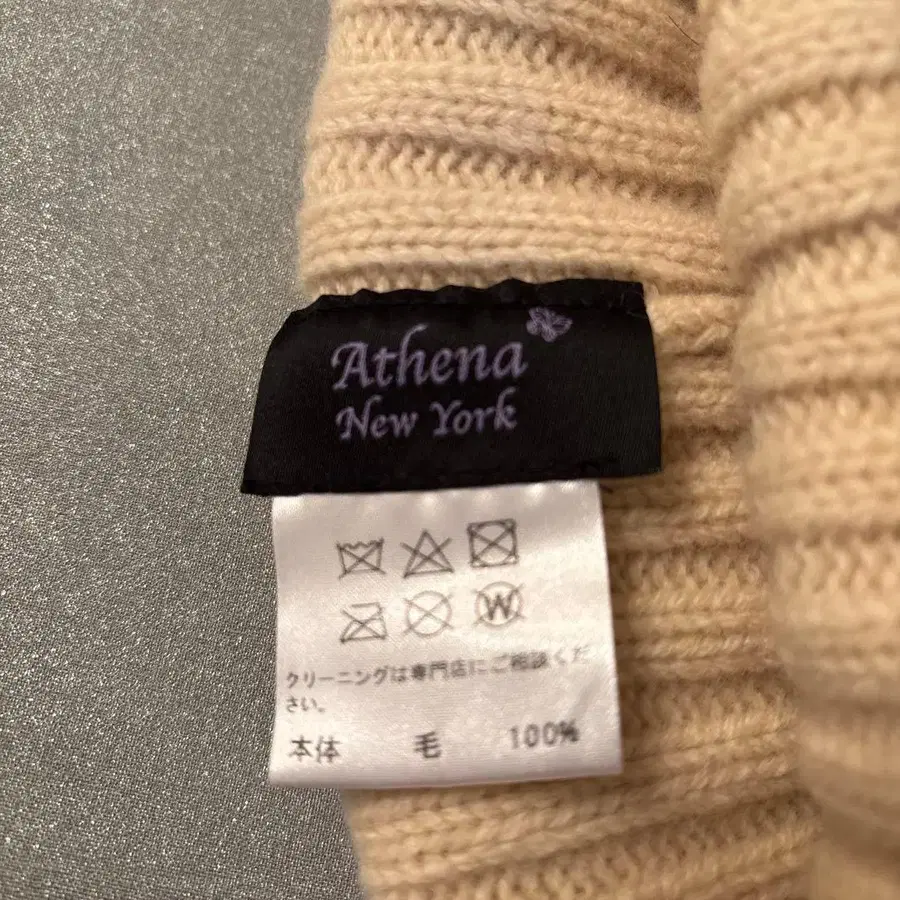 Athena
New York
W
クリーニングは専門店にご相談くだ
さい。
本体 毛 100%